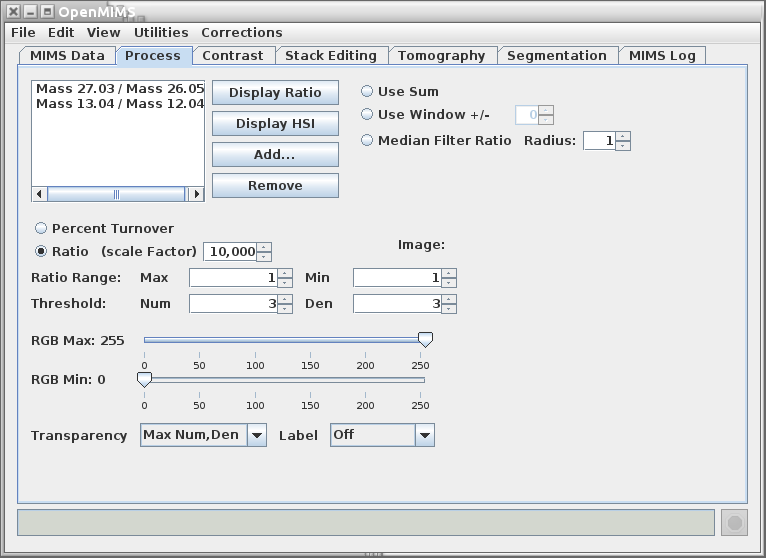 OpenMIMS
File Edit View Utilities Corrections
MIMS Data Process Contrast Stack Editing Tomography Segmentation MIMS Log
Mass 27.03 / Mass 26.05
Mass 13.04 / Mass 12.04
Display Ratio
Display HSI
Add...
Remove
Use Sum
Use Window +/- 0
Median Filter Ratio Radius: 1
Percent Turnover
Ratio (scale Factor) 10,000
Image:
Ratio Range: Max 1 Min 1
Threshold: Num 3 Den 3
RGB Max: 255
0 50 100 150 200 250
RGB Min: 0
0 50 100 150 200 250
Transparency Max Num,Den Label Off